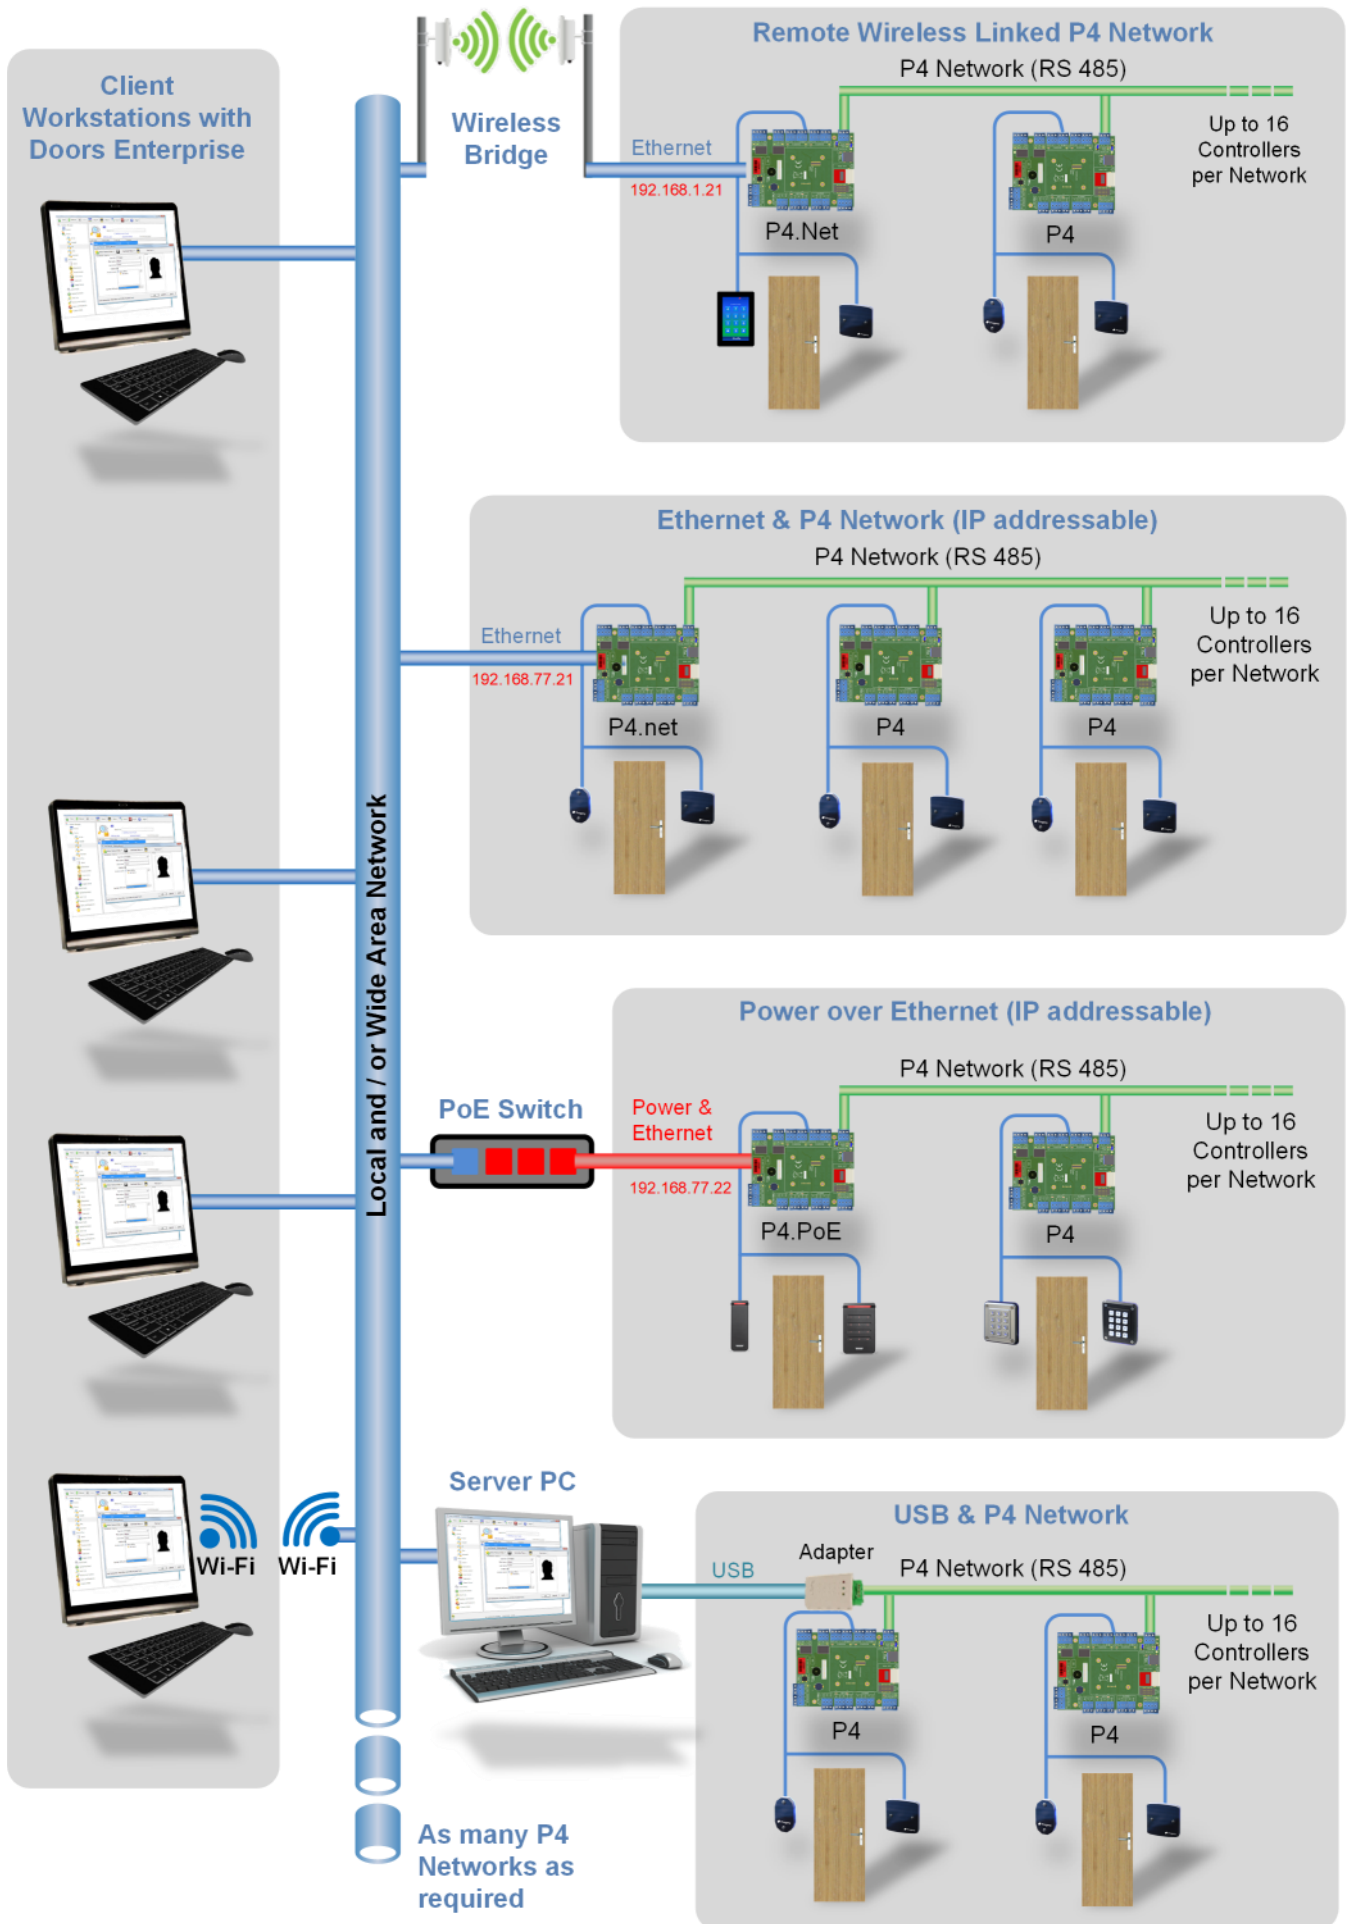 Client
Workstations with
Doors Enterprise
Wireless
Bridge
Remote Wireless Linked P4 Network
P4 Network (RS 485)
Ethernet
192.168.1.21
P4.Net
P4
Up to 16
Controllers
per Network
Ethernet & P4 Network (IP addressable)
P4 Network (RS 485)
Ethernet
192.168.77.21
P4.net
P4
P4
Up to 16
Controllers
per Network
Local and / or Wide Area Network
Power over Ethernet (IP addressable)
P4 Network (RS 485)
PoE Switch
Power &
Ethernet
192.168.77.22
P4.PoE
P4
Up to 16
Controllers
per Network
Wi-Fi
Wi-Fi
Server PC
USB & P4 Network
USB
Adapter
P4 Network (RS 485)
P4
P4
Up to 16
Controllers
per Network
As many P4
Networks as
required